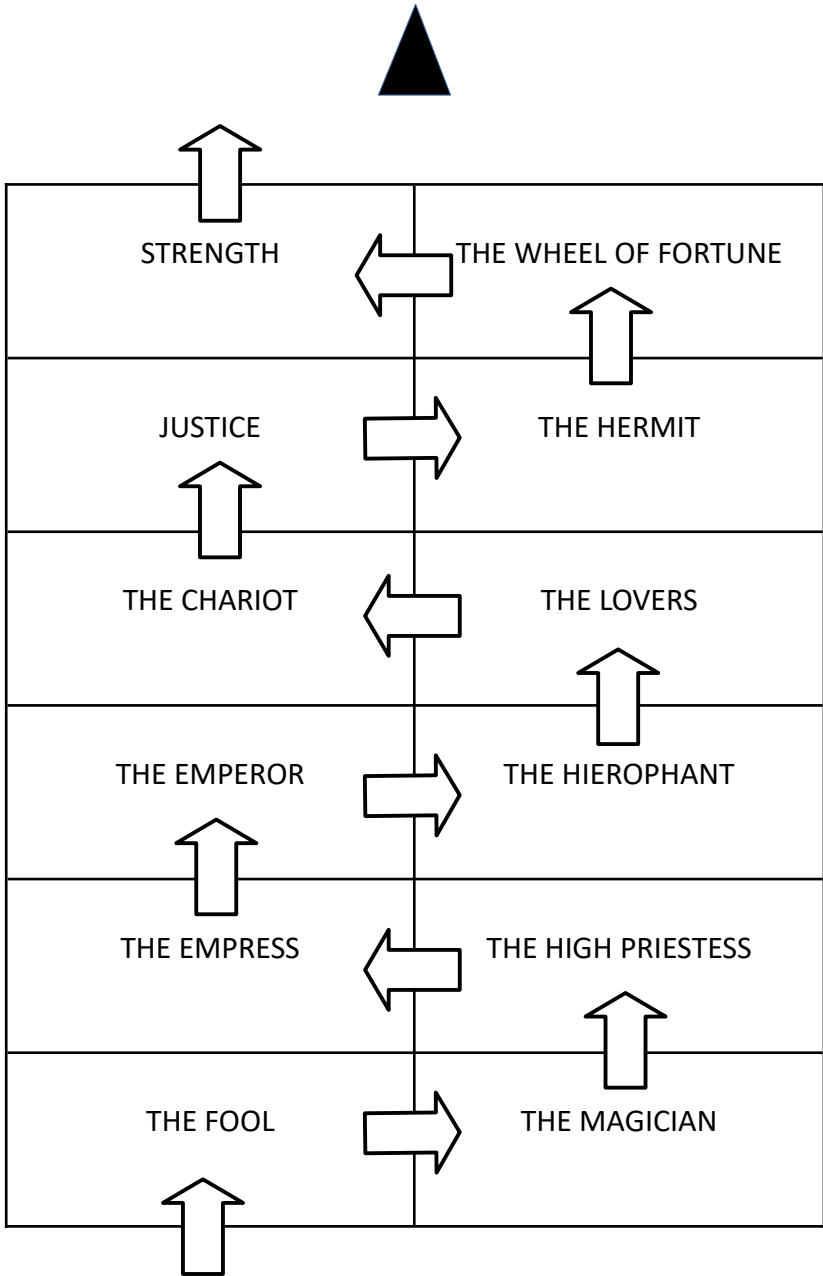 STRENGTH
THE WHEEL OF FORTUNE
JUSTICE
THE HERMIT
THE CHARIOT
THE LOVERS
THE EMPEROR
THE HIEROPHANT
THE EMPRESS
THE HIGH PRIESTESS
THE FOOL
THE MAGICIAN